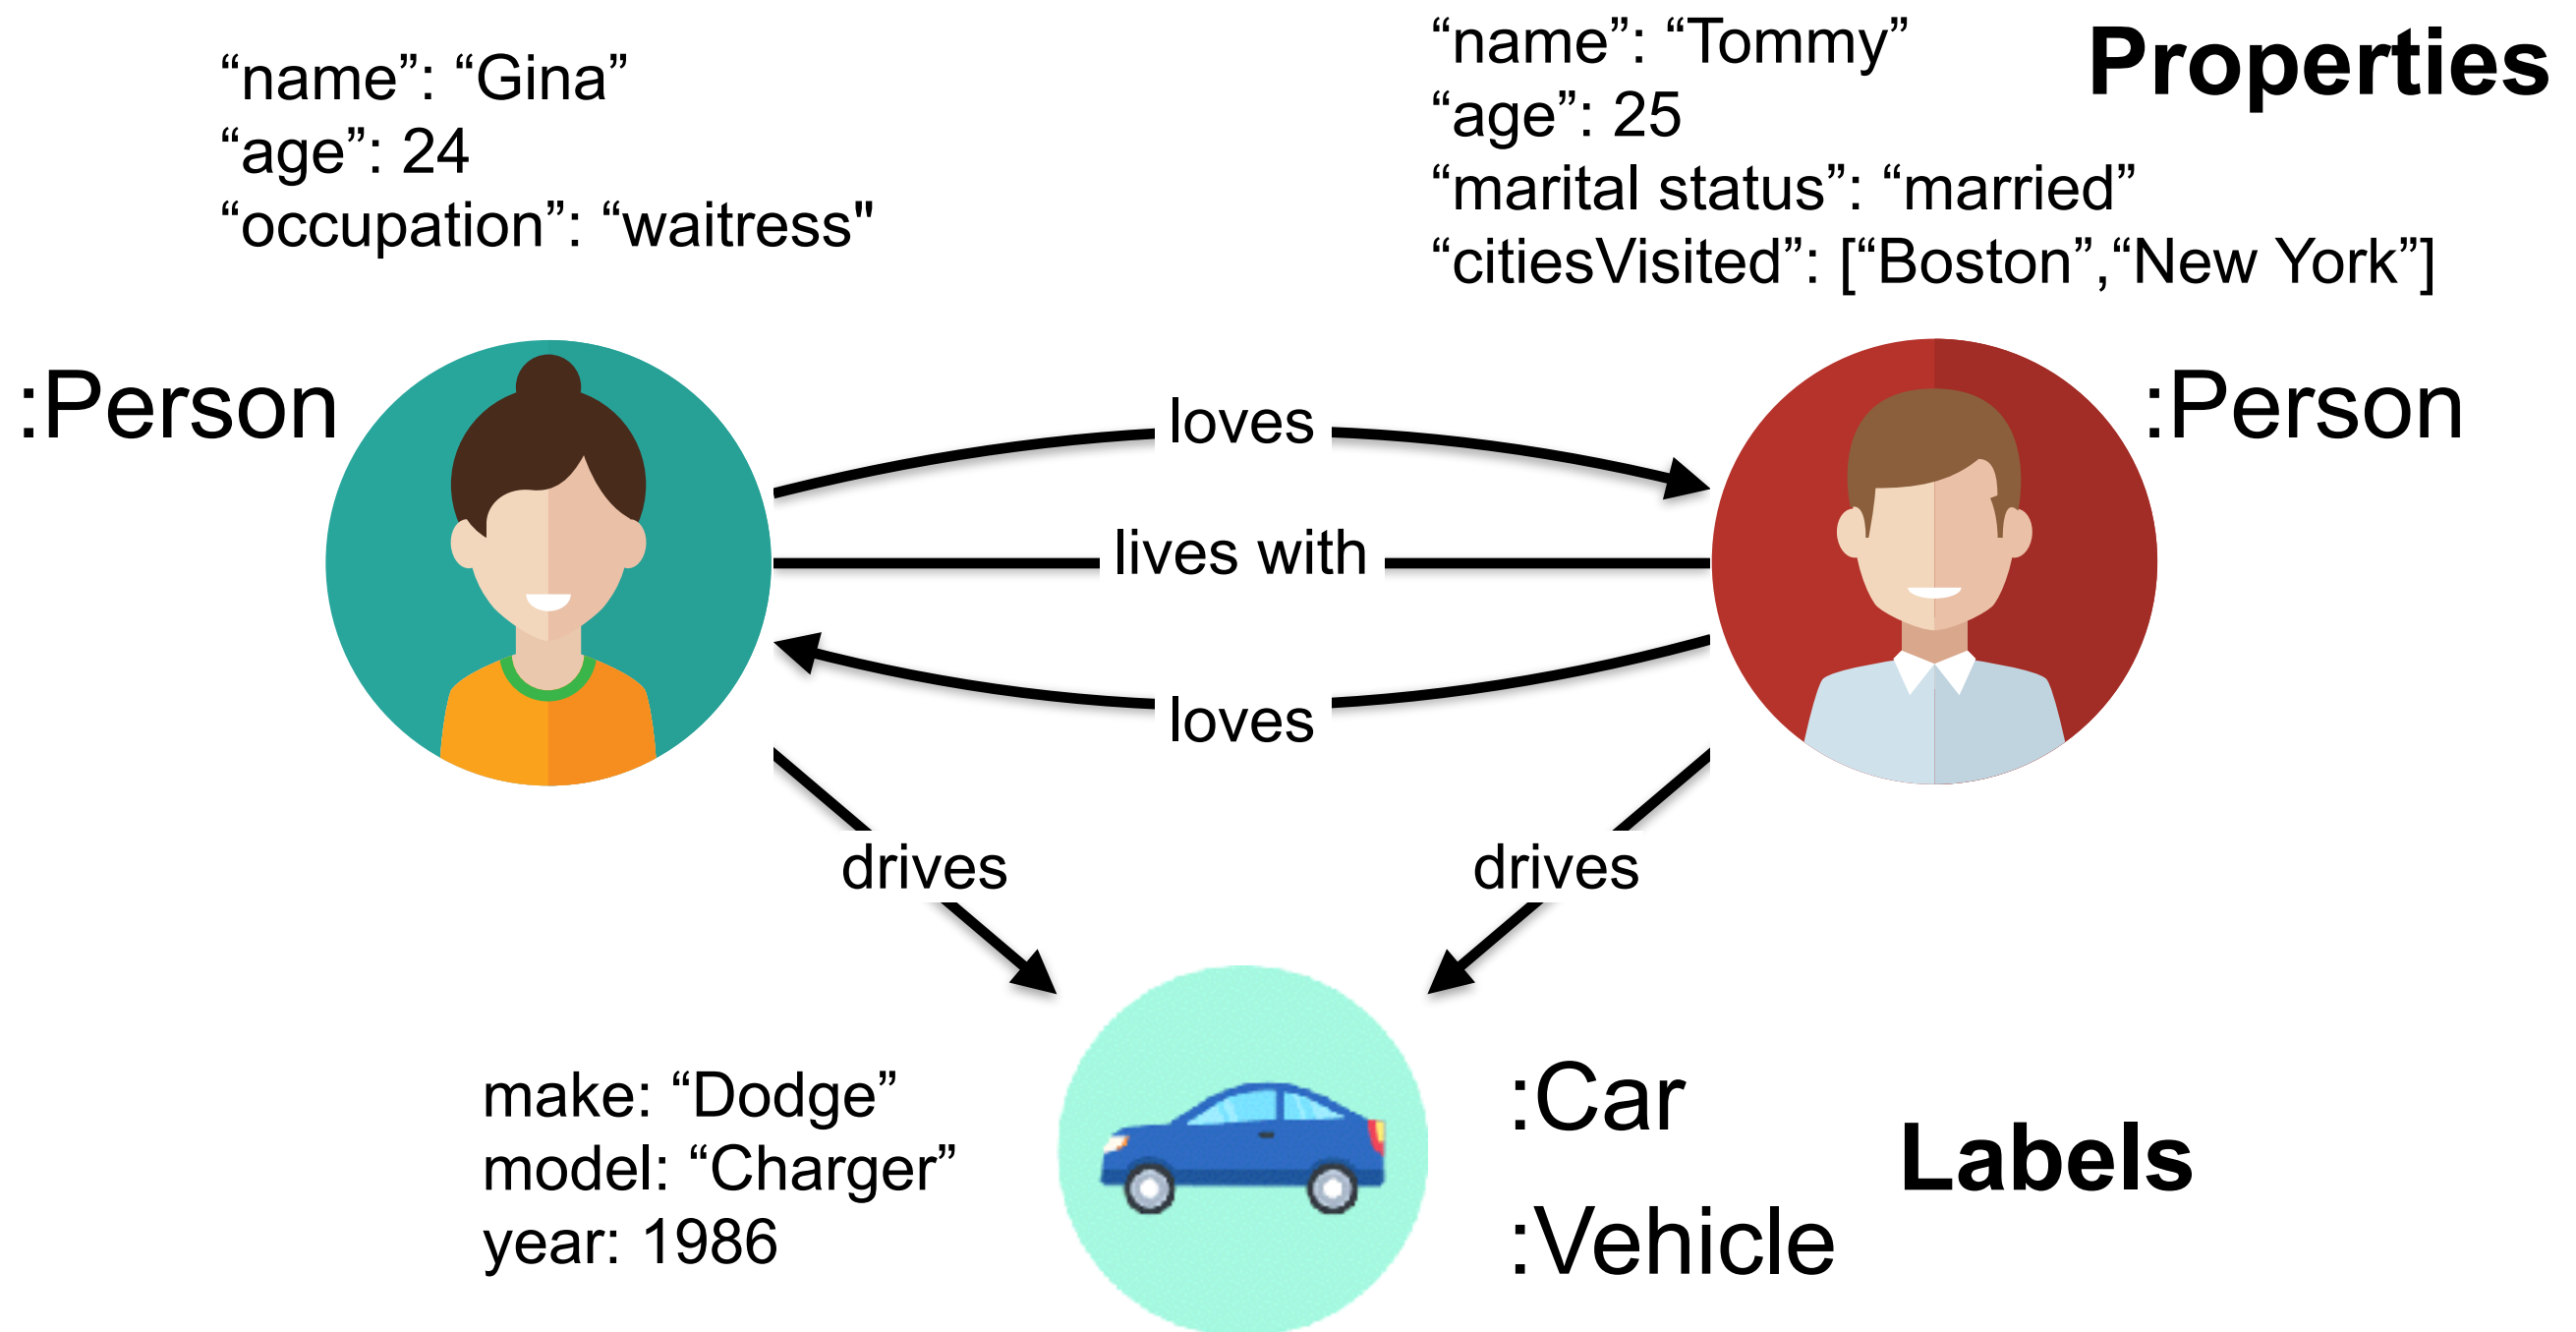 “name”: “Gina”
“age”: 24
“occupation”: “waitress"
“name”: “Tommy”
“age”: 25
“marital status”: “married”
“citiesVisited”: [“Boston”,“New York”]
Properties
:Person
loves
lives with
loves
:Person
drives
drives
make: “Dodge”
model: “Charger”
year: 1986
:Car
:Vehicle
Labels